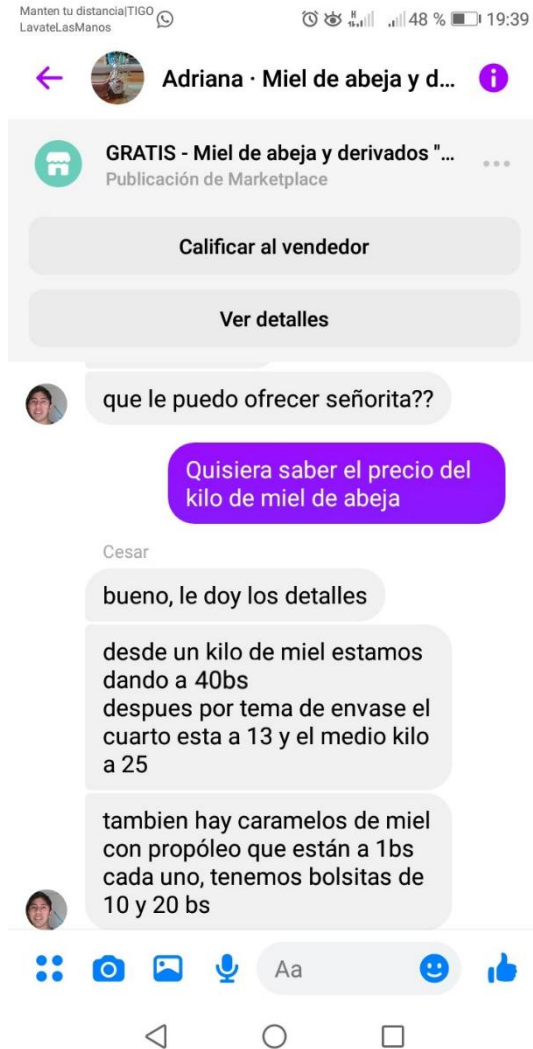 Manten tu distancia|TIGO
LavateLasManos
48 % 19:39
Adriana · Miel de abeja y d...
GRATIS - Miel de abeja y derivados "...
Publicación de Marketplace
Calificar al vendedor
Ver detalles
que le puedo ofrecer señorita??
Quisiera saber el precio del
kilo de miel de abeja
Cesar
bueno, le doy los detalles
desde un kilo de miel estamos
dando a 40bs
despues por tema de envase el
cuarto esta a 13 y el medio kilo
a 25
tambien hay caramelos de miel
con propóleo que están a 1bs
cada uno, tenemos bolsitas de
10 y 20 bs
Aa